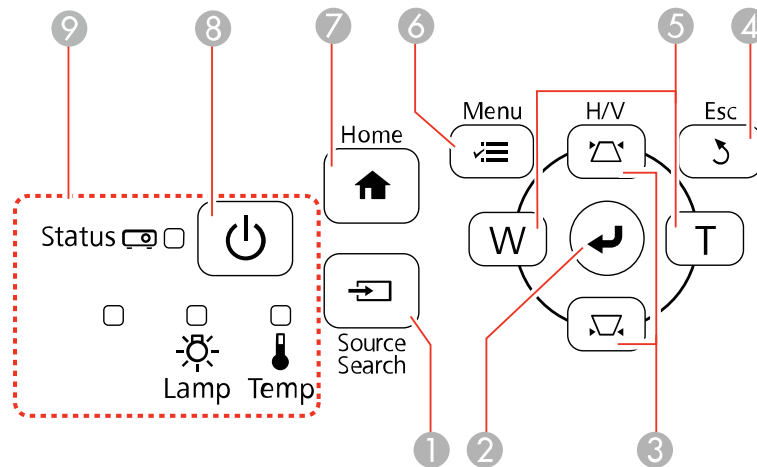 9 8 7 6 5 4
Menu H/V Esc
Home
Status W T
Source
Search
Lamp Temp
1 2 3